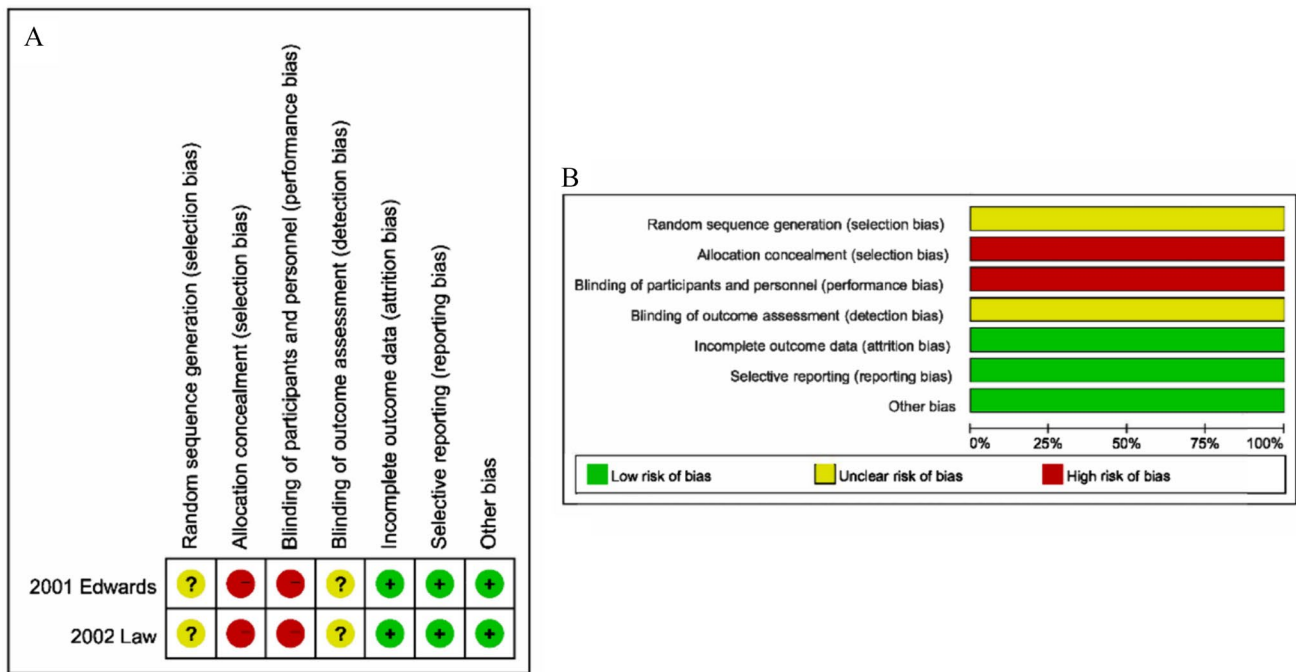 A
Random sequence generation (selection bias)
Allocation concealment (selection bias)
Blinding of participants and personnel (performance bias)
Blinding of outcome assessment (detection bias)
Incomplete outcome data (attrition bias)
Selective reporting (reporting bias)
Other bias
2001 Edwards ? - - ? + + +
2002 Law ? - - ? + + +
B
Random sequence generation (selection bias)
Allocation concealment (selection bias)
Blinding of participants and personnel (performance bias)
Blinding of outcome assessment (detection bias)
Incomplete outcome data (attrition bias)
Selective reporting (reporting bias)
Other bias
0% 25% 50% 75% 100%
Low risk of bias Unclear risk of bias High risk of bias